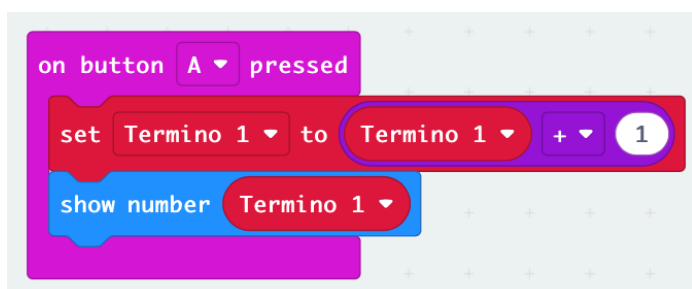 on button A pressed
set Termino 1 to Termino 1 + 1
show number Termino 1